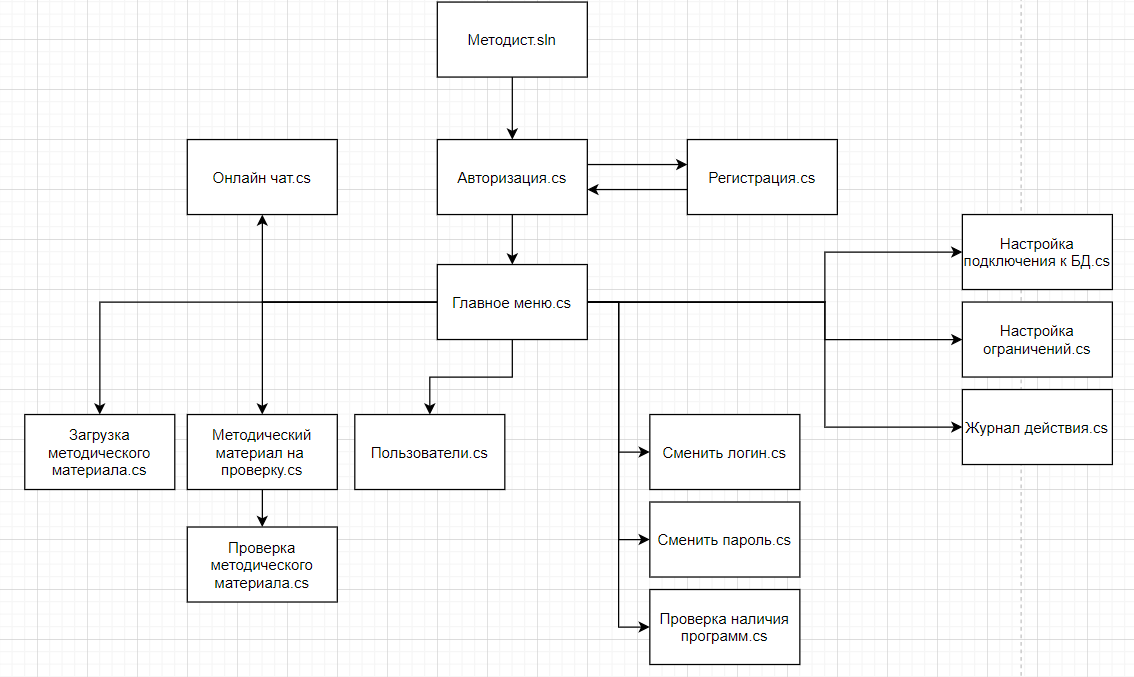 Методист.sln
Онлайн чат.cs
Авторизация.cs
Регистрация.cs
Настройка
подключения к БД.cs
Главное меню.cs
Настройка
ограничений.cs
Журнал действия.cs
Загрузка
методического
материала.cs
Методический
материал на
проверку.cs
Пользователи.cs
Сменить логин.cs
Сменить пароль.cs
Проверка
методического
материала.cs
Проверка наличия
программ.cs